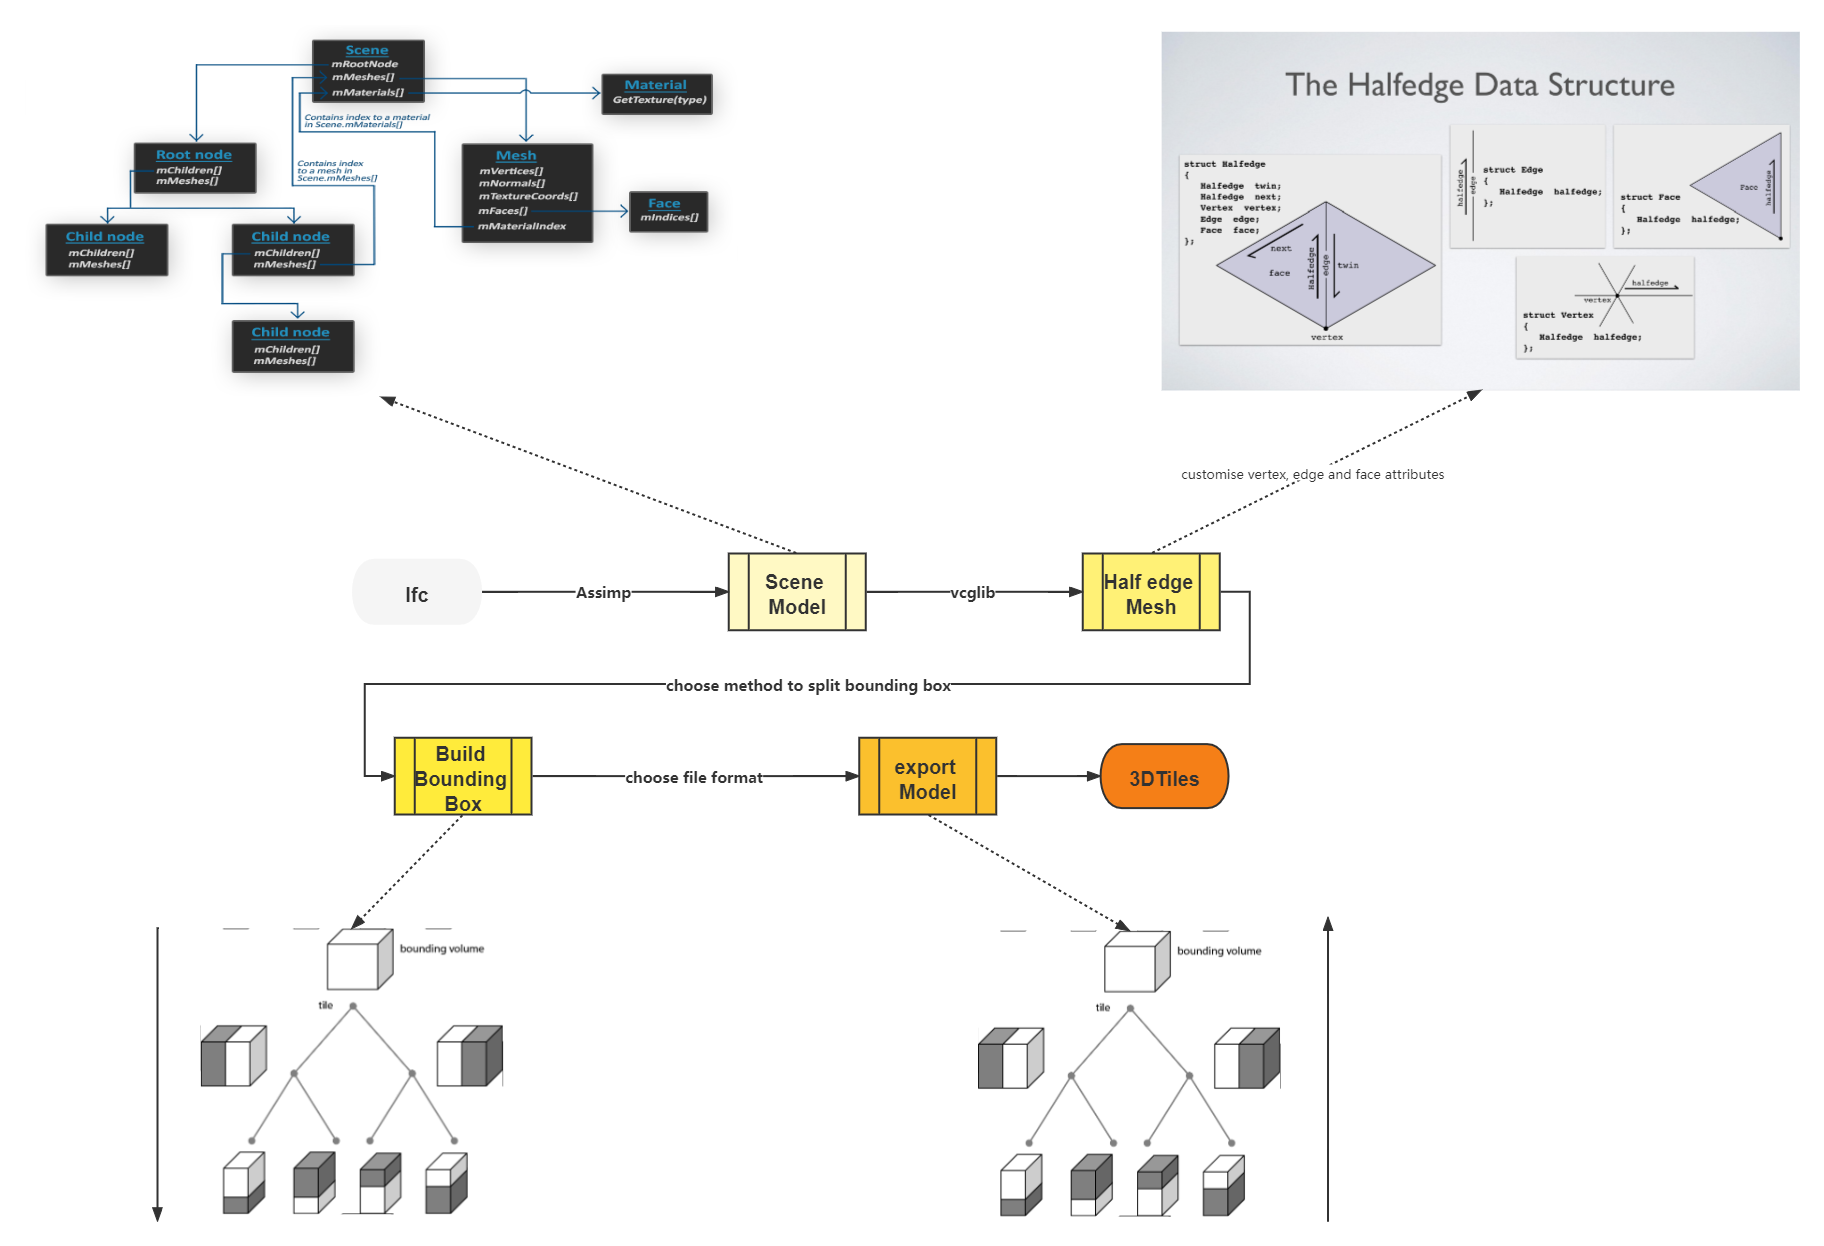 Scene
mRootNode
mMeshes[]
mMaterials[]
Material
GetTexture(type)
Contains index to a material
in Scene.mMaterials[]
Root node
mChildren[]
mMeshes[]
Contains index
to a mesh in
Scene.mMeshes[]
Mesh
mVertices[]
mNormals[]
mTextureCoords[]
mFaces[]
mMaterialIndex
Face
mIndices[]
Child node
mChildren[]
mMeshes[]
Child node
mChildren[]
mMeshes[]
Child node
mChildren[]
mMeshes[]
The Halfedge Data Structure
struct Halfedge
{
Halfedge twin;
Halfedge next;
Vertex vertex;
Edge edge;
Face face;
};
next
face
Halfedge
edge
twin
vertex
halfedge
edge
struct Edge
{
Halfedge halfedge;
};
struct Face
{
Halfedge halfedge;
};
Face
halfedge
halfedge
vertex
struct Vertex
{
Halfedge halfedge;
};
customise vertex, edge and face attributes
Ifc
Assimp
Scene
Model
vcglib
Half edge
Mesh
choose method to split bounding box
Build
Bounding
Box
choose file format
export
Model
3DTiles
bounding volume
tile
bounding volume
tile